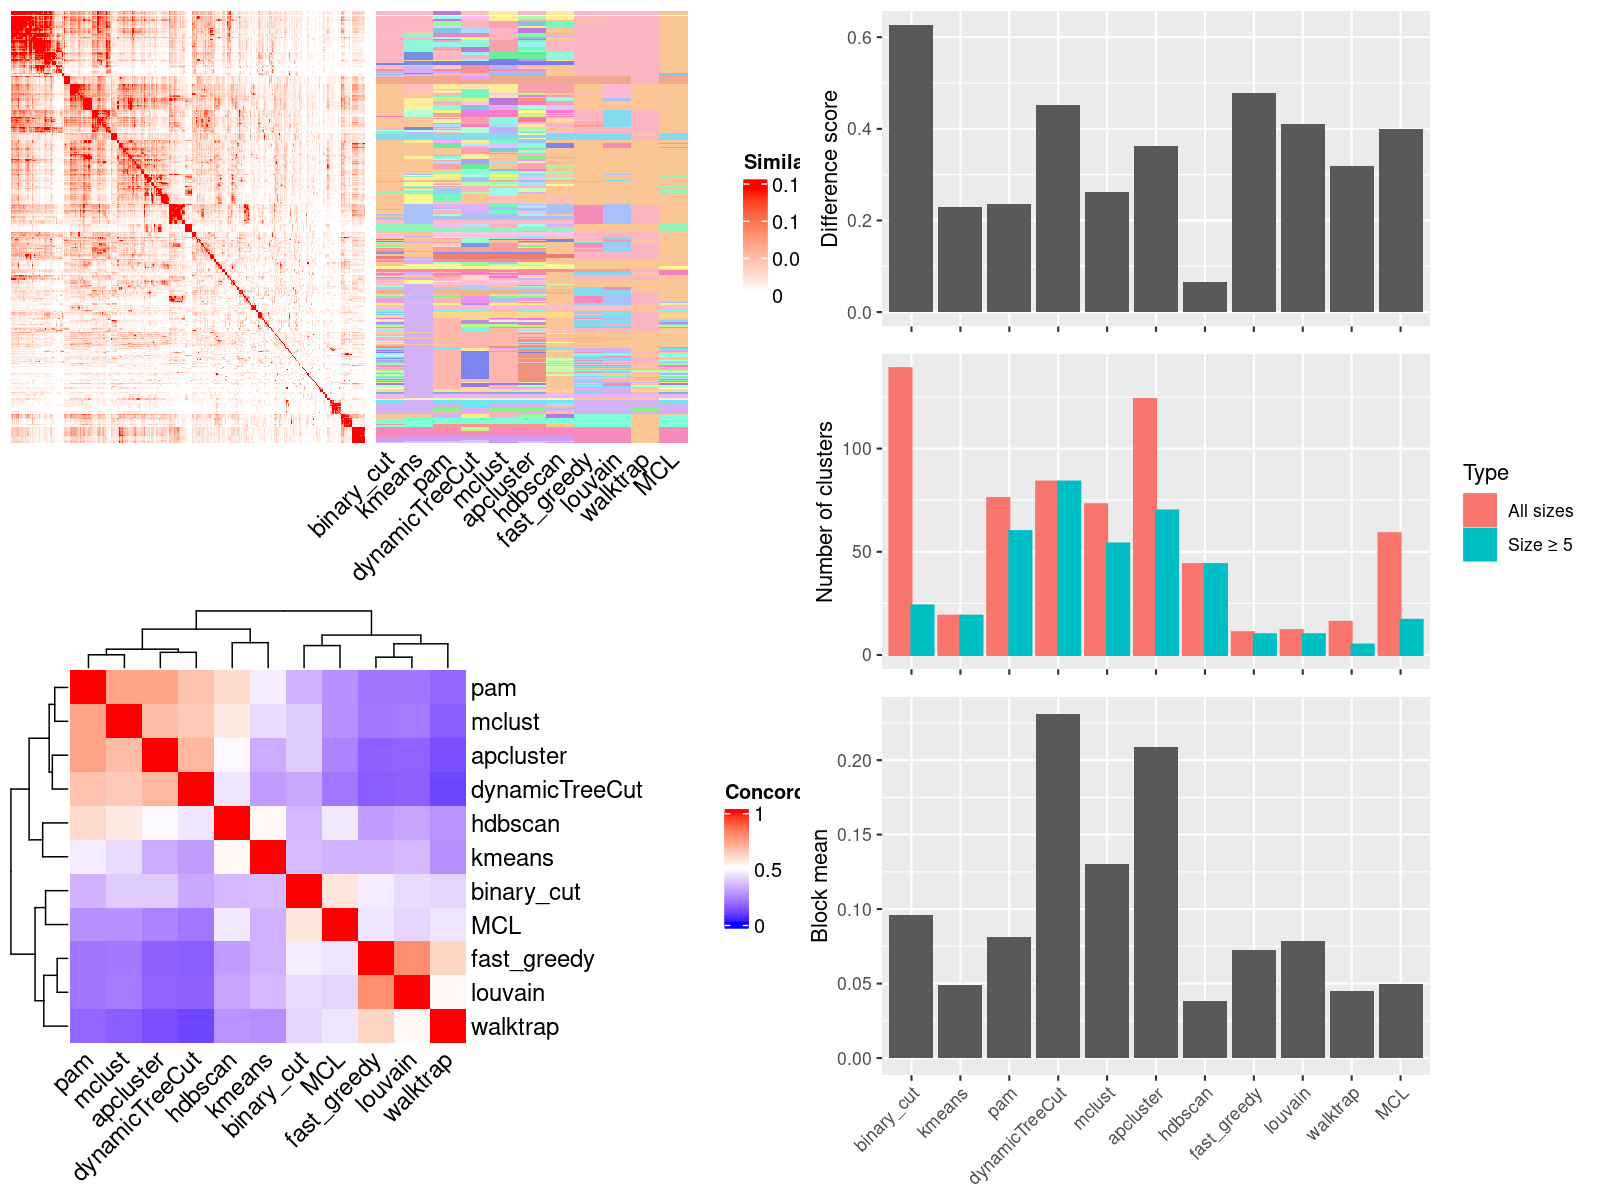 Simila
0.1
0.1
0.0
0
binary_cut
kmeans
pam
dynamicTreeCut
mclust
apcluster
hdbscan
fast_greedy
louvain
walktrap
MCL
Difference score
0.6
0.4
0.2
0.0
Number of clusters
100
50
0
Type
All sizes
Size ≥ 5
pam
mclust
apcluster
dynamicTreeCut
hdbscan
kmeans
binary_cut
MCL
fast_greedy
louvain
walktrap
pam
mclust
apcluster
dynamicTreeCut
hdbscan
kmeans
binary_cut
MCL
fast_greedy
louvain
walktrap
Concord
1
0.5
0
Block mean
0.20
0.15
0.10
0.05
0.00
binary_cut
kmeans
pam
dynamicTreeCut
mclust
apcluster
hdbscan
fast_greedy
louvain
walktrap
MCL